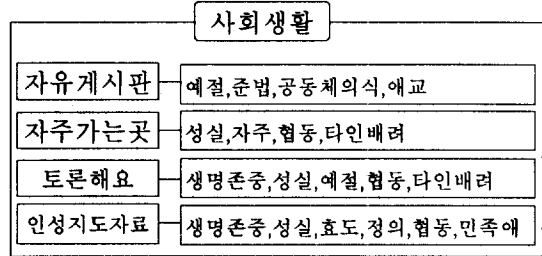 사회생활
자유게시판 예절,준법,공동체의식,애교
자주가는곳 성실,자주,협동,타인배려
토론해요 생명존중,성실,예절,협동,타인배려
인성지도자료 생명존중,성실,효도,정의,협동,민족애